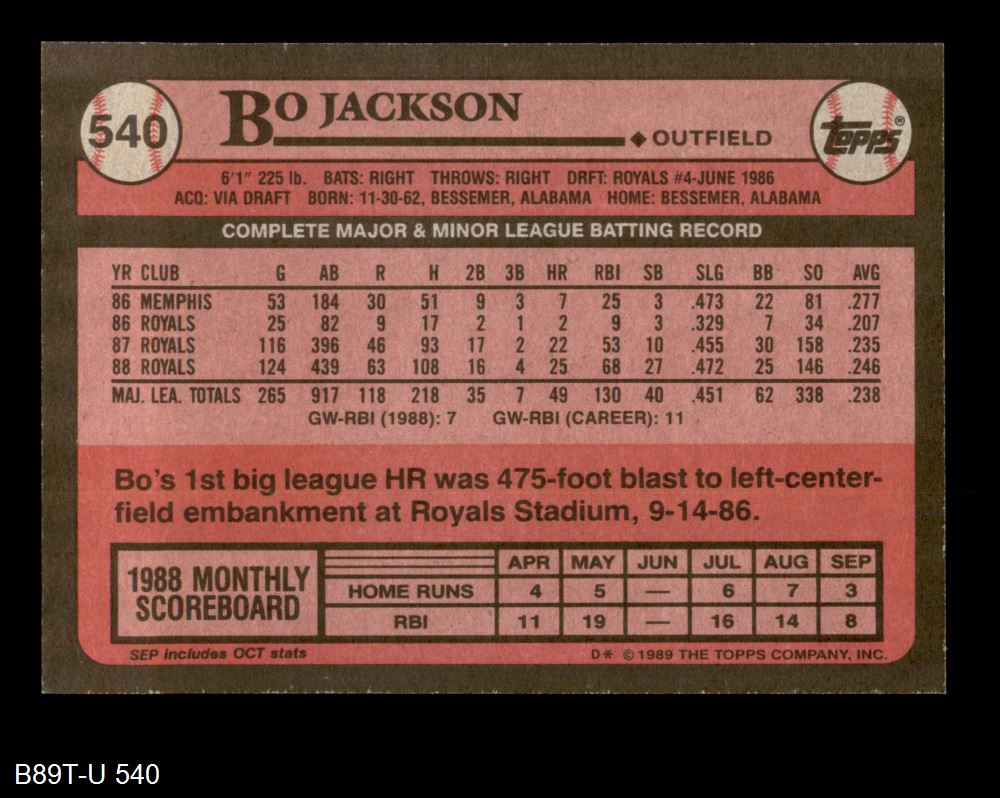 540
BO JACKSON
◆ OUTFIELD
topps®
6'1" 225 lb. BATS: RIGHT THROWS: RIGHT DRFT: ROYALS #4-JUNE 1986
ACQ: VIA DRAFT BORN: 11-30-62, BESSEMER, ALABAMA HOME: BESSEMER, ALABAMA
COMPLETE MAJOR & MINOR LEAGUE BATTING RECORD
YR CLUB G AB R H 2B 3B HR RBI SB SLG BB SO AVG
86 MEMPHIS 53 184 30 51 9 3 7 25 3 .473 22 81 .277
86 ROYALS 25 82 9 17 2 1 2 9 3 .329 7 34 .207
87 ROYALS 116 396 46 93 17 2 22 53 10 .455 30 158 .235
88 ROYALS 124 439 63 108 16 4 25 68 27 .472 25 146 .246
MAJ. LEA. TOTALS 265 917 118 218 35 7 49 130 40 .451 62 338 .238
GW-RBI (1988): 7 GW-RBI (CAREER): 11
Bo's 1st big league HR was 475-foot blast to left-center-
field embankment at Royals Stadium, 9-14-86.
1988 MONTHLY
SCOREBOARD
APR MAY JUN JUL AUG SEP
HOME RUNS 4 5 — 6 7 3
RBI 11 19 — 16 14 8
SEP includes OCT stats
D* © 1989 THE TOPPS COMPANY, INC.
B89T-U 540